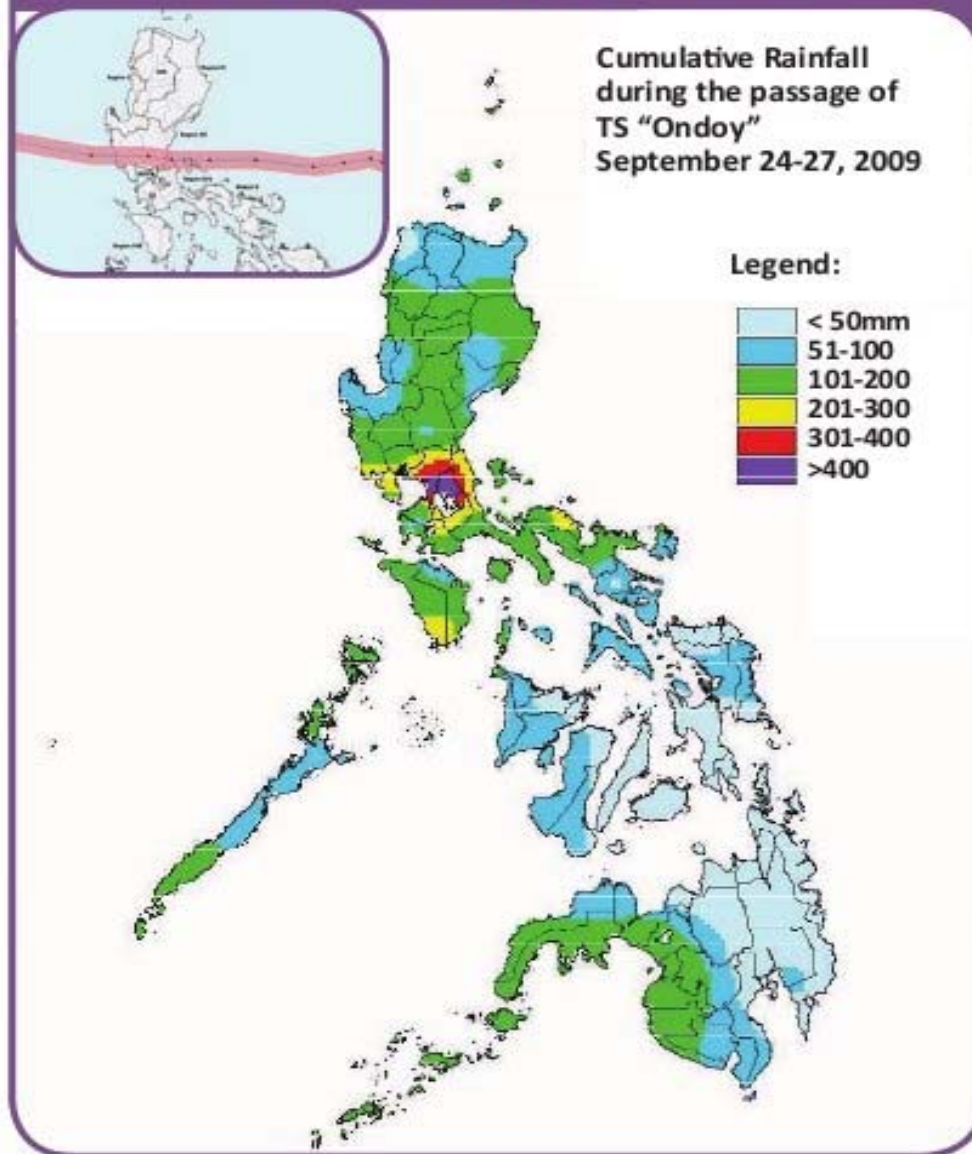 Cumulative Rainfall
during the passage of
TS “Ondoy”
September 24-27, 2009
Legend:
< 50mm
51-100
101-200
201-300
301-400
>400